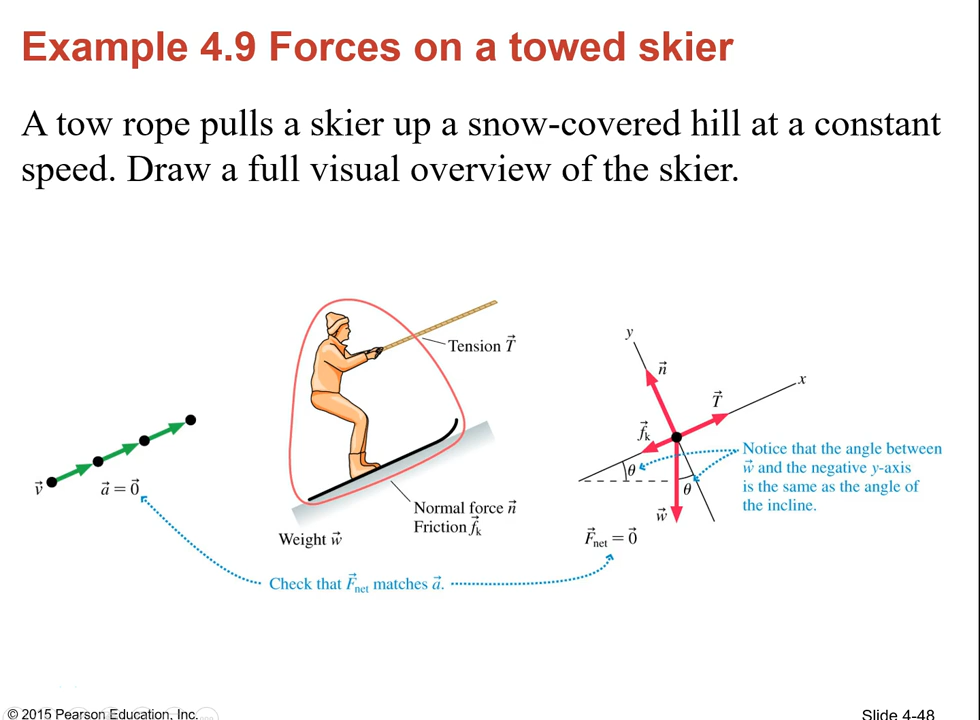 Example 4.9 Forces on a towed skier
A tow rope pulls a skier up a snow-covered hill at a constant
speed. Draw a full visual overview of the skier.
v⃗
a⃗ = 0⃗
Tension T⃗
Normal force n⃗
Friction f⃗k
Weight w⃗
y
n⃗
T⃗
x
f⃗k
θ
θ
w⃗
F⃗net = 0⃗
Notice that the angle between
w⃗ and the negative y-axis
is the same as the angle of
the incline.
Check that F⃗net matches a⃗.
© 2015 Pearson Education, Inc.
Slide 4-48